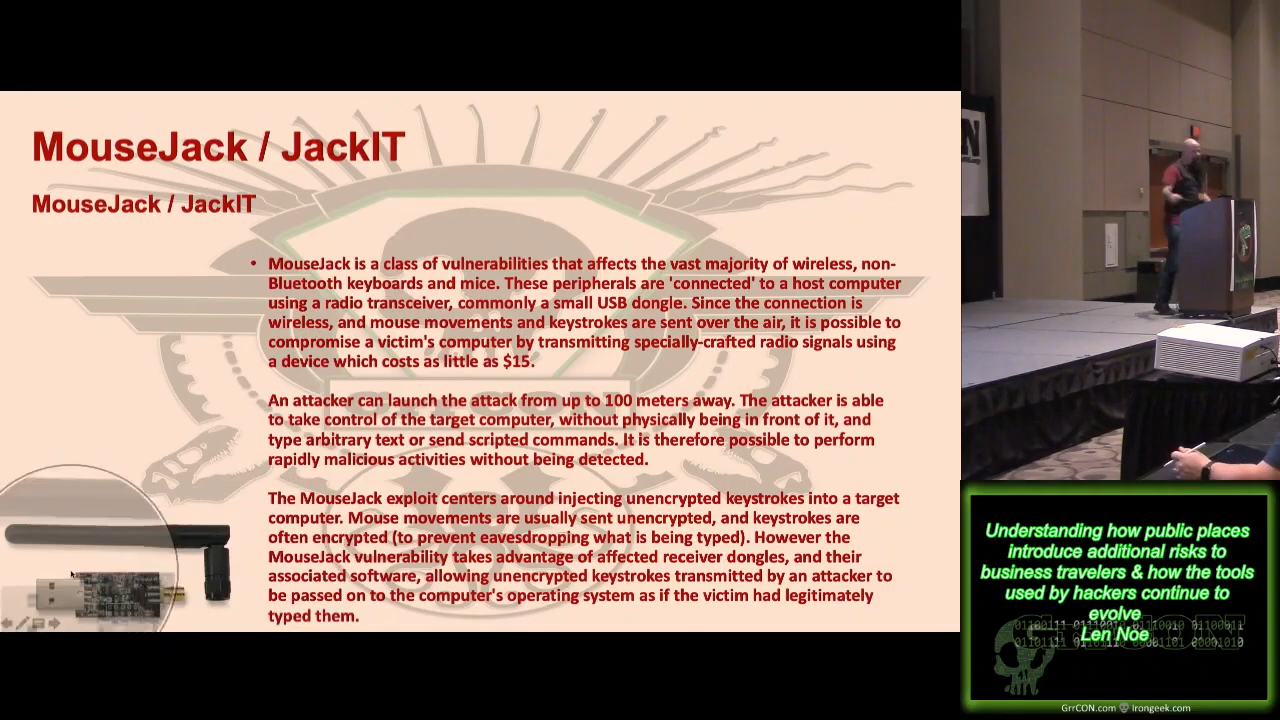 MouseJack / JackIT
MouseJack / JackIT
• MouseJack is a class of vulnerabilities that affects the vast majority of wireless, non-
Bluetooth keyboards and mice. These peripherals are 'connected' to a host computer
using a radio transceiver, commonly a small USB dongle. Since the connection is
wireless, and mouse movements and keystrokes are sent over the air, it is possible to
compromise a victim's computer by transmitting specially-crafted radio signals using
a device which costs as little as $15.
An attacker can launch the attack from up to 100 meters away. The attacker is able
to take control of the target computer, without physically being in front of it, and
type arbitrary text or send scripted commands. It is therefore possible to perform
rapidly malicious activities without being detected.
The MouseJack exploit centers around injecting unencrypted keystrokes into a target
computer. Mouse movements are usually sent unencrypted, and keystrokes are
often encrypted (to prevent eavesdropping what is being typed). However the
MouseJack vulnerability takes advantage of affected receiver dongles, and their
associated software, allowing unencrypted keystrokes transmitted by an attacker to
be passed on to the computer's operating system as if the victim had legitimately
typed them.
GrrCON
Understanding how public places
introduce additional risks to
business travelers & how the tools
used by hackers continue to
evolve
Len Noe
GrrCON
GrrCON.com Irongeek.com